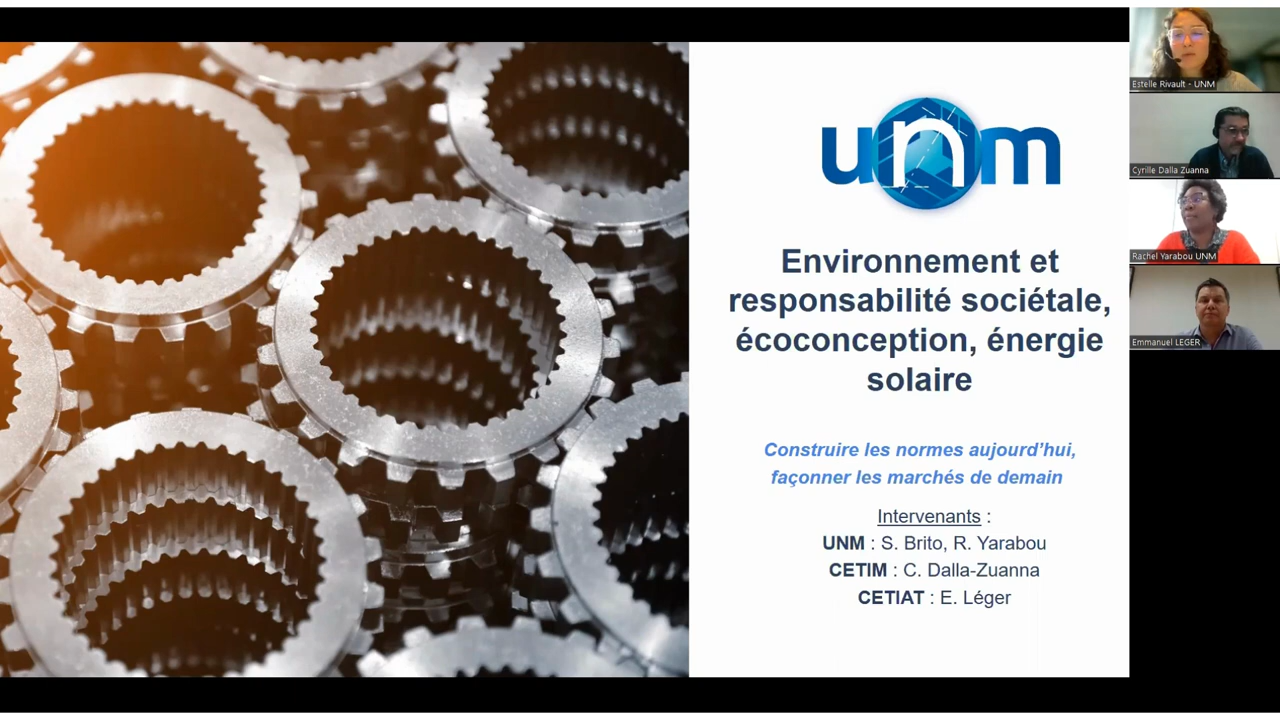 unm
Environnement et
responsabilité sociétale,
écoconception, énergie
solaire
Construire les normes aujourd’hui,
façonner les marchés de demain
Intervenants :
UNM : S. Brito, R. Yarabou
CETIM : C. Dalla-Zuanna
CETIAT : E. Léger
Estelle Rivault - UNM
Cyrille Dalla Zuanna
Rachel Yarabou UNM
Emmanuel LEGER